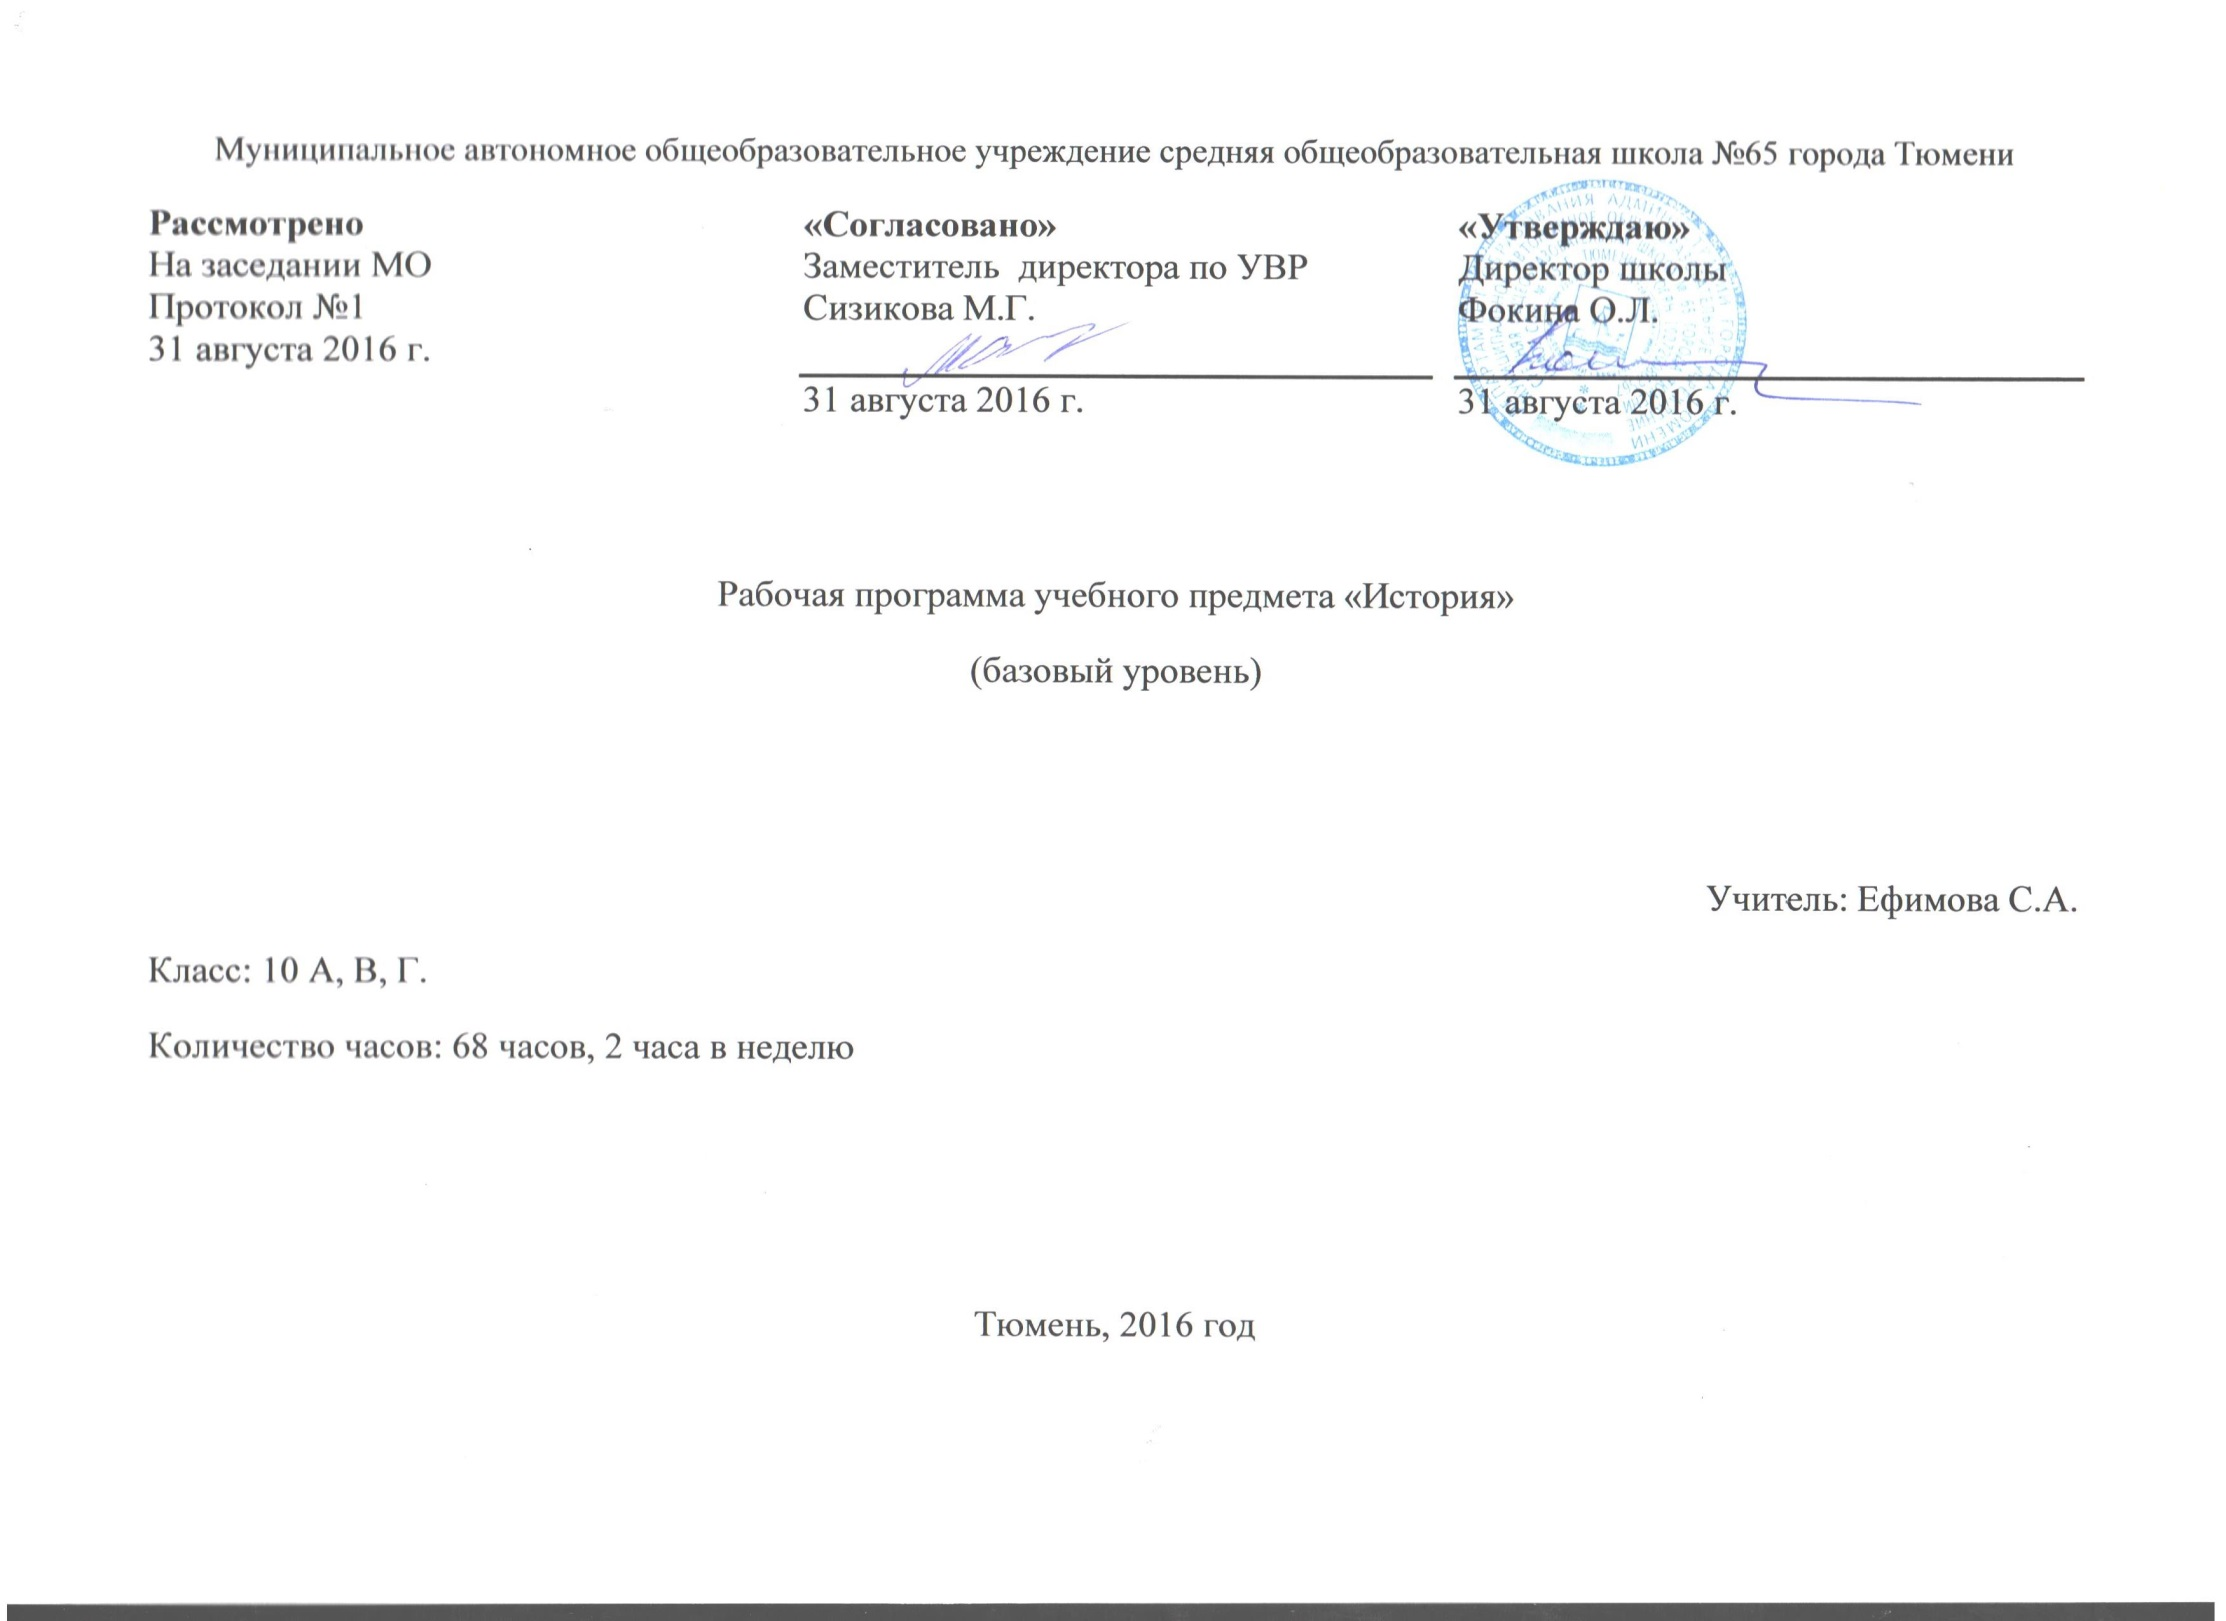 Муниципальное автономное общеобразовательное учреждение средняя общеобразовательная школа №65 города Тюмени
Рассмотрено
На заседании МО
Протокол №1
31 августа 2016 г.
«Согласовано»
Заместитель директора по УВР
Сизикова М.Г.
31 августа 2016 г.
«Утверждаю»
Директор школы
Фокина О.Л.
31 августа 2016 г.
Рабочая программа учебного предмета «История»
(базовый уровень)
Учитель: Ефимова С.А.
Класс: 10 А, В, Г.
Количество часов: 68 часов, 2 часа в неделю
Тюмень, 2016 год